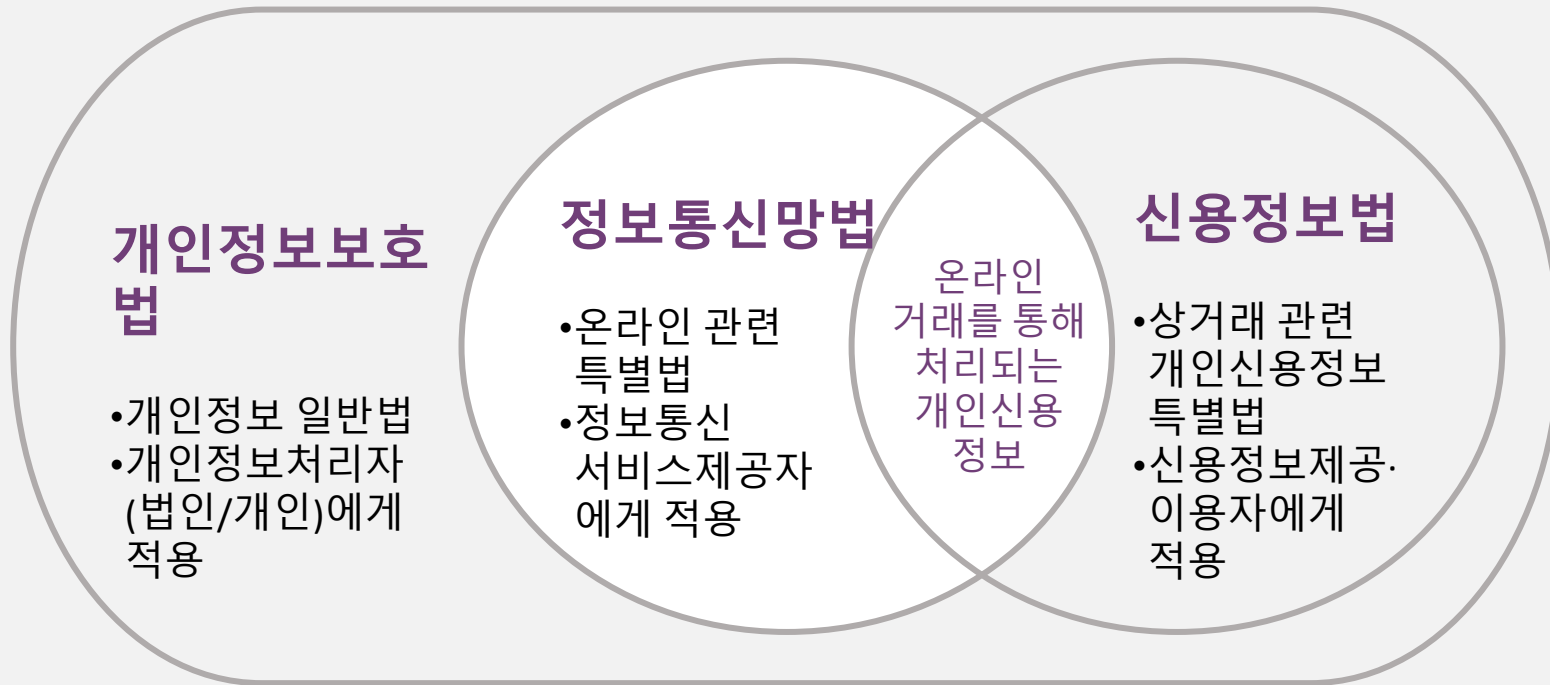 개인정보보호
법
•개인정보 일반법
•개인정보처리자
(법인/개인)에게
적용
정보통신망법
•온라인 관련
특별법
•정보통신
서비스제공자
에게 적용
온라인
거래를 통해
처리되는
개인신용
정보
신용정보법
•상거래 관련
개인신용정보
특별법
•신용정보제공·
이용자에게
적용